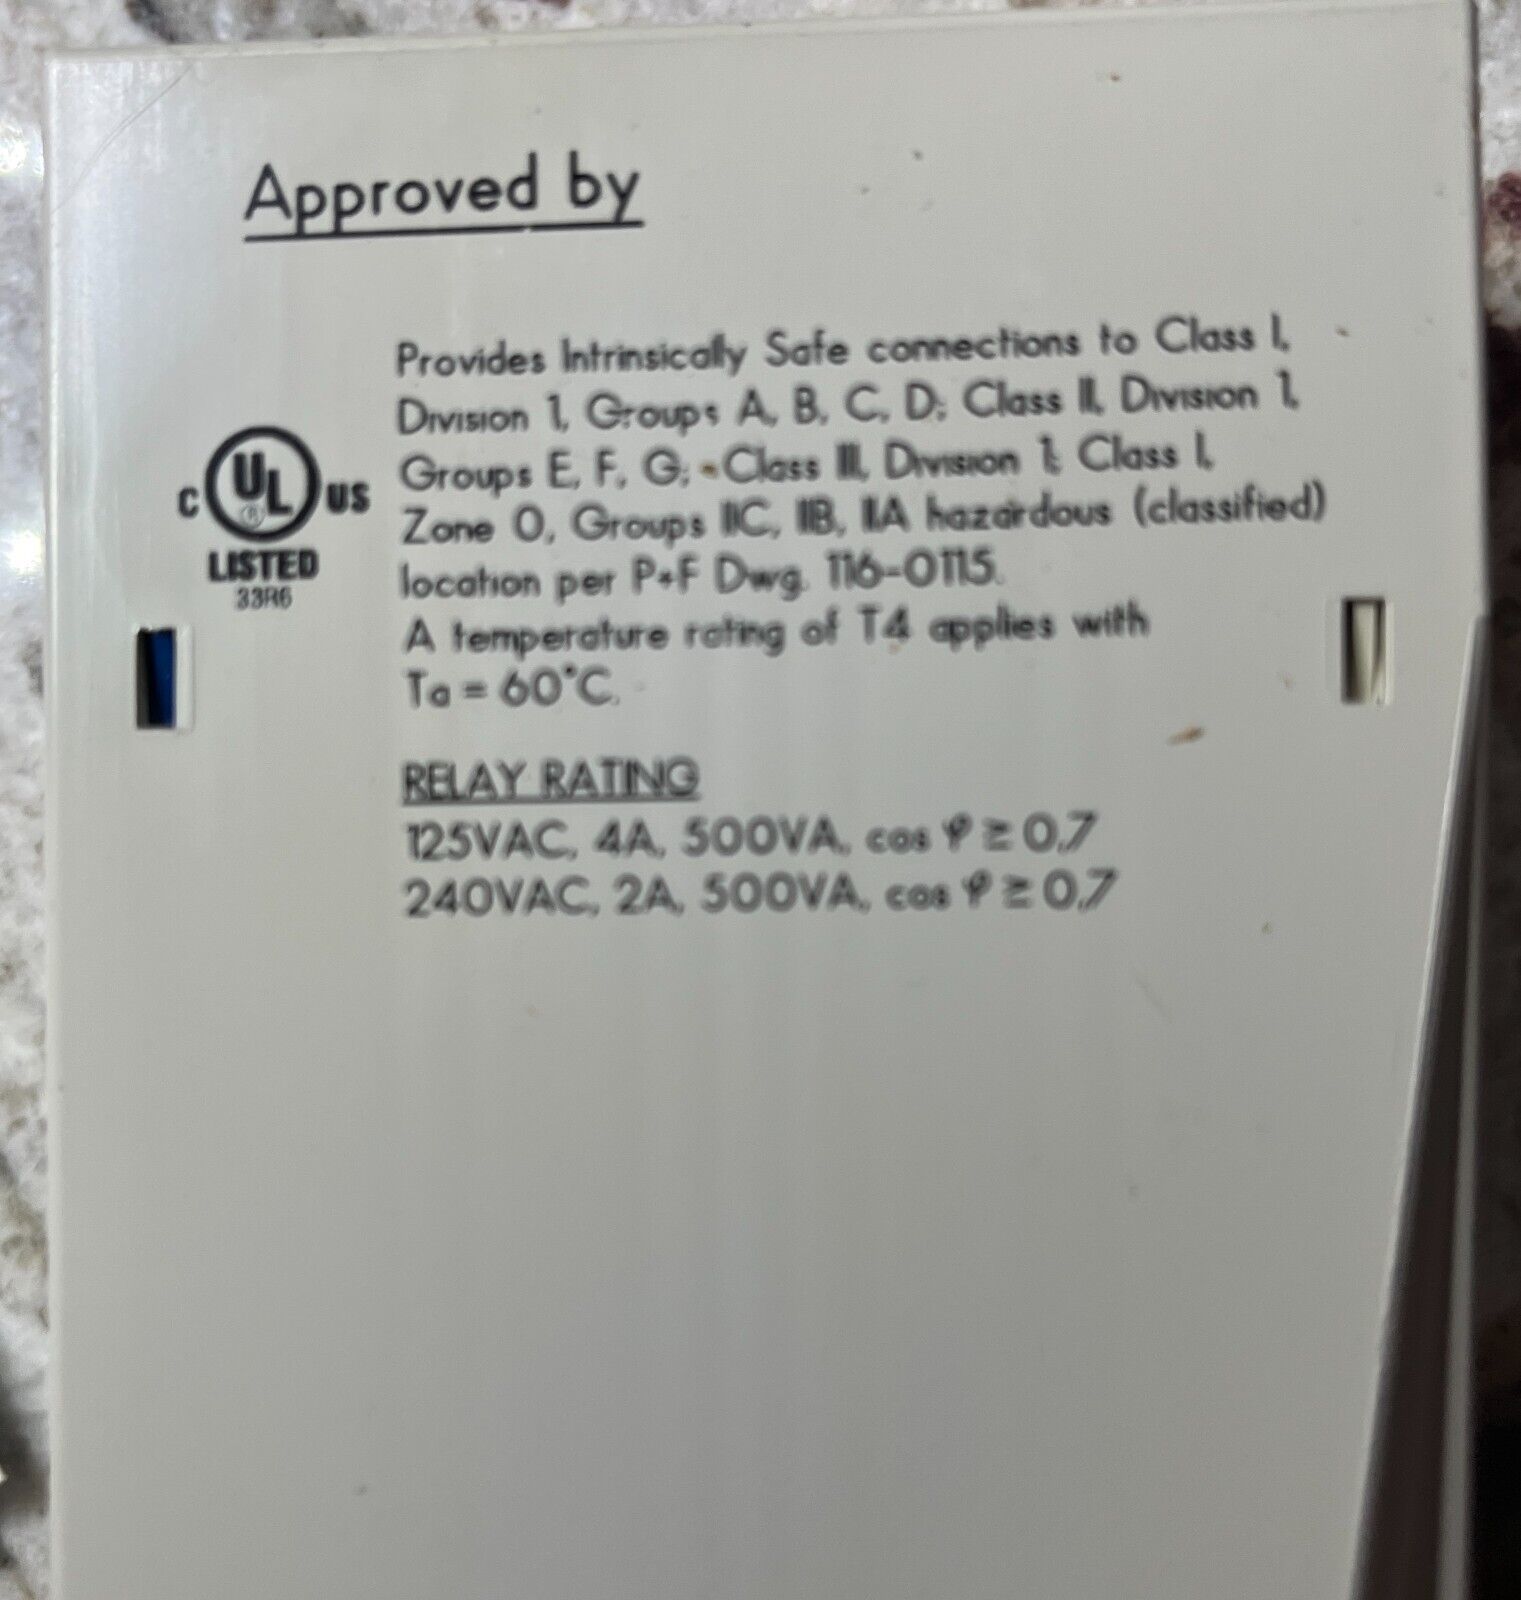 Approved by
Provides Intrinsically Safe connections to Class I,
Division 1, Groups A, B, C, D; Class II, Division 1,
Groups E, F, G; Class III, Division 1; Class I,
Zone 0, Groups IIC, IIB, IIA hazardous (classified)
location per P+F Dwg. 116-0115.
A temperature rating of T4 applies with
Ta = 60°C.
C UL ® US
LISTED
33R6
RELAY RATING
125VAC, 4A, 500VA, cos φ ≥ 0,7
240VAC, 2A, 500VA, cos φ ≥ 0,7